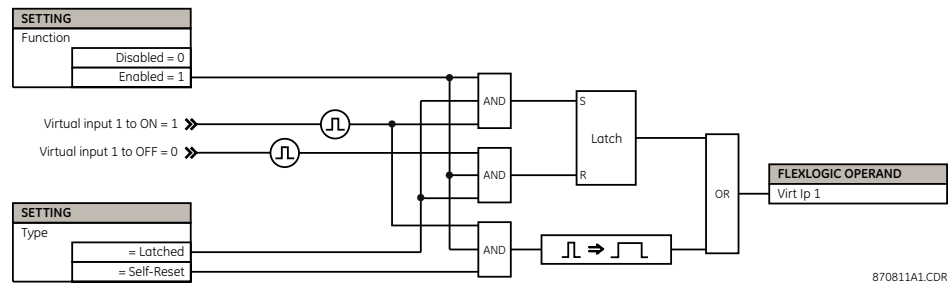 SETTING
Function
Disabled = 0
Enabled = 1
Virtual input 1 to ON = 1
Virtual input 1 to OFF = 0
SETTING
Type
= Latched
= Self-Reset
AND
AND
AND
S
Latch
R
OR
FLEXLOGIC OPERAND
Virt Ip 1
870811A1.CDR